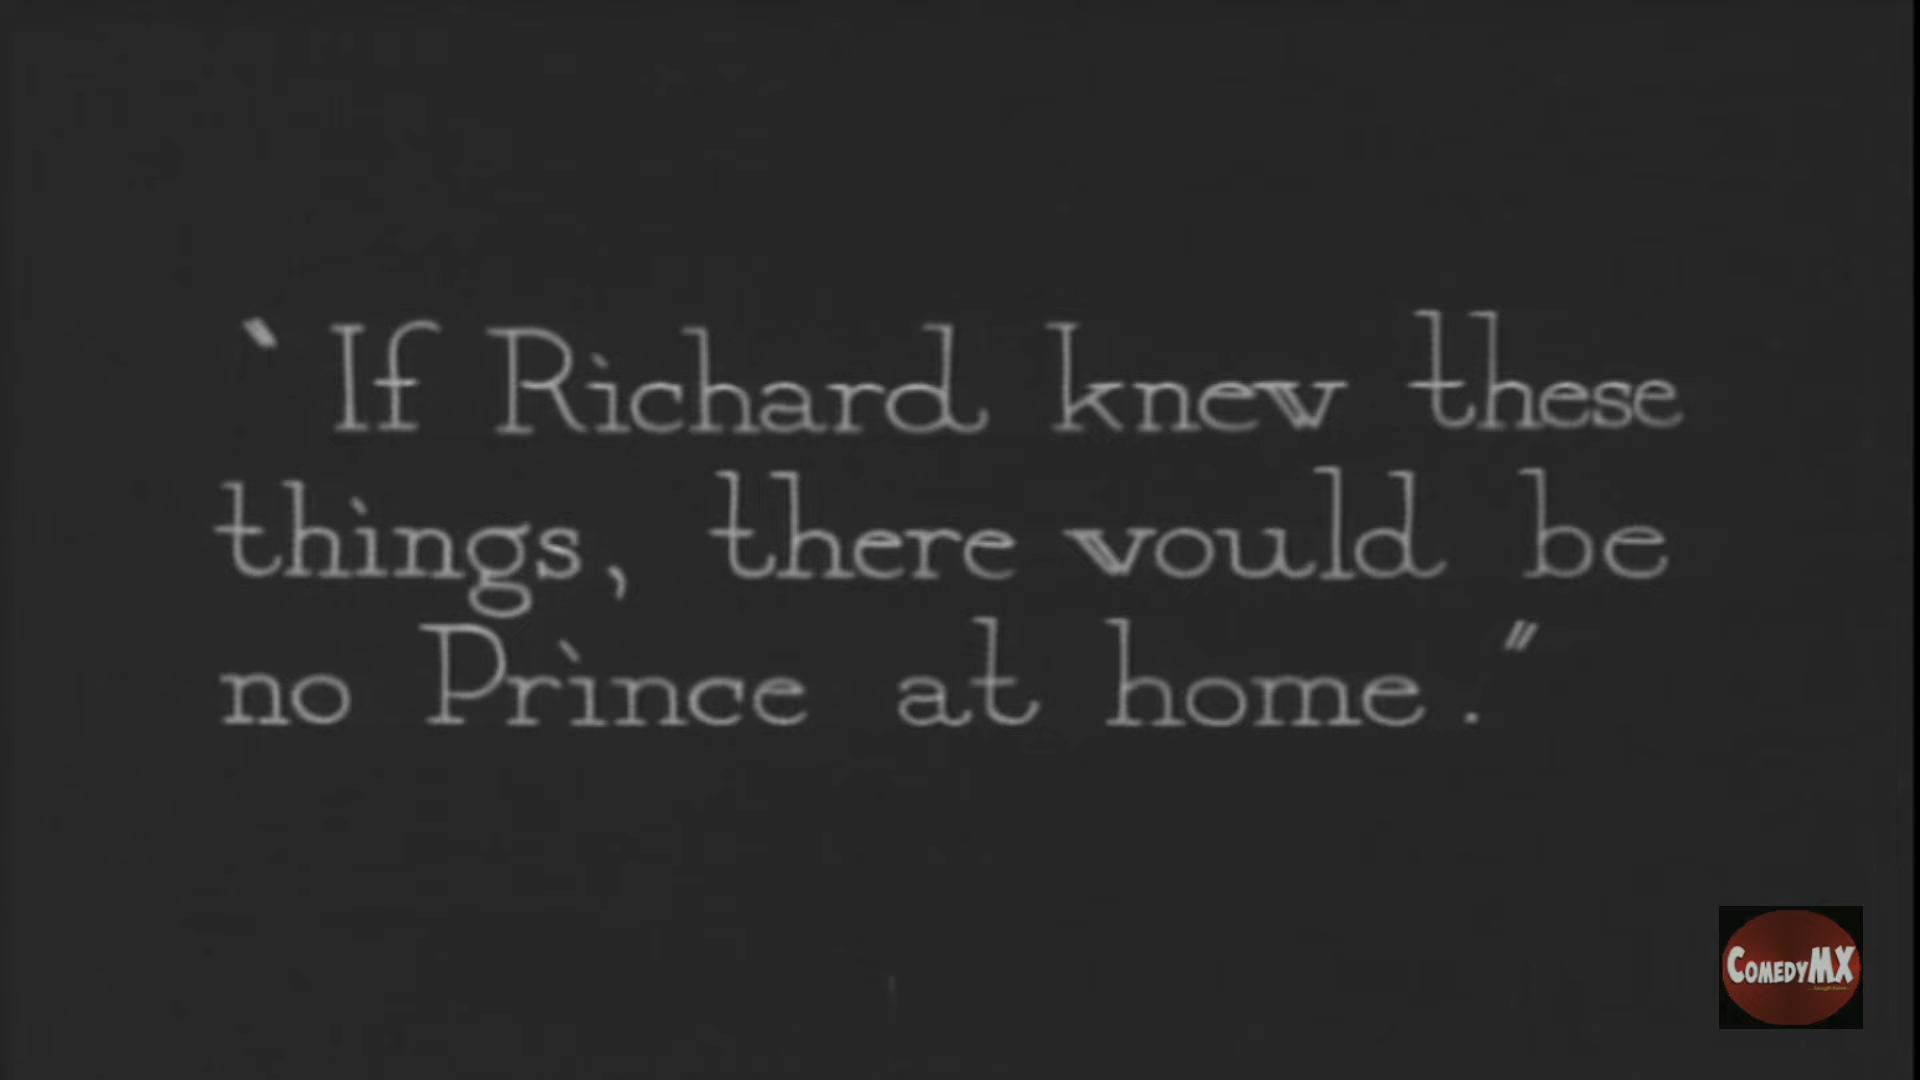 "If Richard knew these
things, there would be
no Prince at home."
COMEDYMX